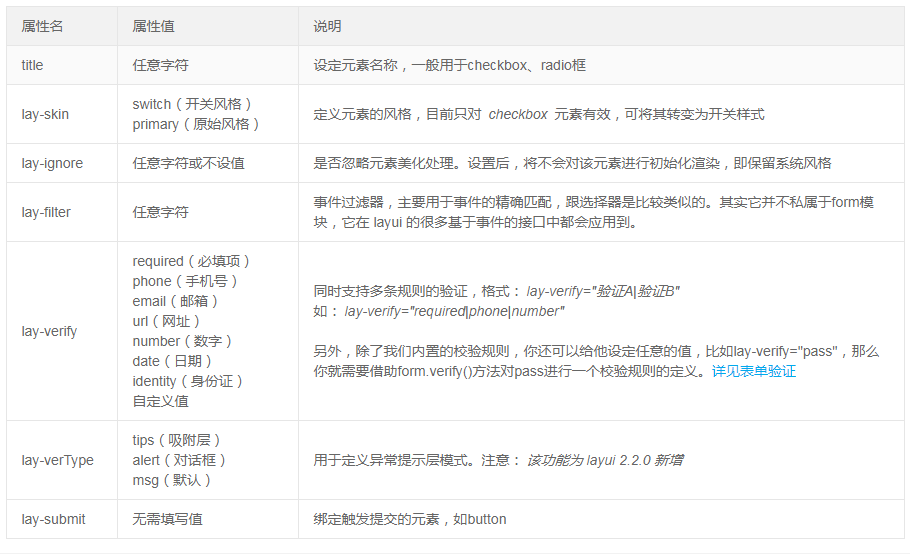 属性名 属性值 说明
title 任意字符 设定元素名称，一般用于checkbox、radio框
lay-skin switch（开关风格） primary（原始风格） 定义元素的风格，目前只对 checkbox 元素有效，可将其转变为开关样式
lay-ignore 任意字符或不设值 是否忽略元素美化处理。设置后，将不会对该元素进行初始化渲染，即保留系统风格
lay-filter 任意字符 事件过滤器，主要用于事件的精确匹配，跟选择器是比较类似的。其实它并不私属于form模
块，它在 layui 的很多基于事件的接口中都会应用到。
lay-verify
required（必填项）
phone（手机号）
email（邮箱）
url（网址）
number（数字）
date（日期）
identity（身份证）
自定义值
同时支持多条规则的验证，格式： lay-verify="验证A|验证B"
如： lay-verify="required|phone|number"
另外，除了我们内置的校验规则，你还可以给他设定任意的值，比如lay-verify="pass"，那么
你就需要借助form.verify()方法对pass进行一个校验规则的定义。详见表单验证
lay-verType
tips（吸附层）
alert（对话框）
msg（默认）
用于定义异常提示层模式。注意： 该功能为 layui 2.2.0 新增
lay-submit 无需填写值 绑定触发提交的元素，如button